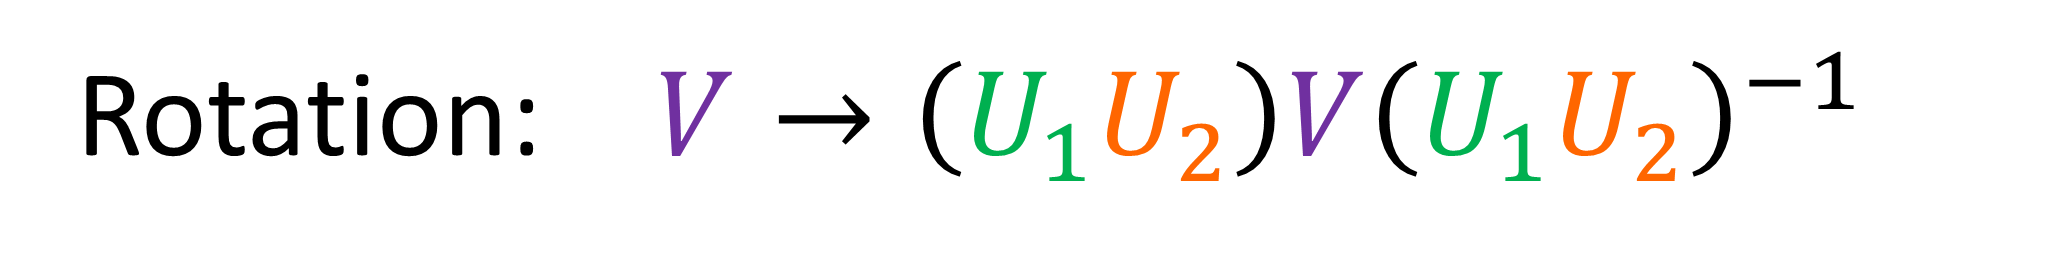 Rotation: V → (U₁U₂)V(U₁U₂)⁻¹